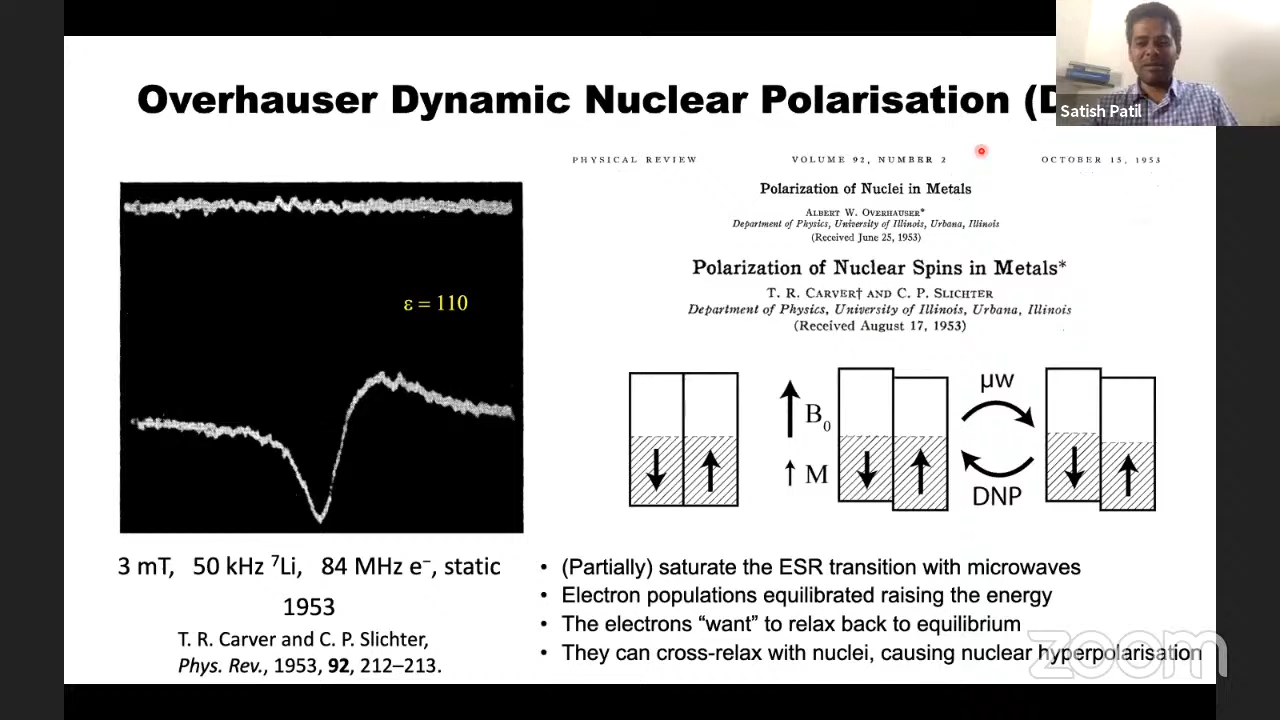 Overhauser Dynamic Nuclear Polarisation (D
Satish Patil
PHYSICAL REVIEW VOLUME 92, NUMBER 2 OCTOBER 15, 1953
Polarization of Nuclei in Metals
ALBERT W. OVERHAUSER*
Department of Physics, University of Illinois, Urbana, Illinois
(Received June 25, 1953)
Polarization of Nuclear Spins in Metals*
T. R. CARVER† AND C. P. SLICHTER
Department of Physics, University of Illinois, Urbana, Illinois
(Received August 17, 1953)
ε = 110
B₀
M
μw
DNP
3 mT, 50 kHz ⁷Li, 84 MHz e⁻, static
1953
T. R. Carver and C. P. Slichter,
Phys. Rev., 1953, 92, 212–213.
• (Partially) saturate the ESR transition with microwaves
• Electron populations equilibrated raising the energy
• The electrons “want” to relax back to equilibrium
• They can cross-relax with nuclei, causing nuclear hyperpolarisation
zoom